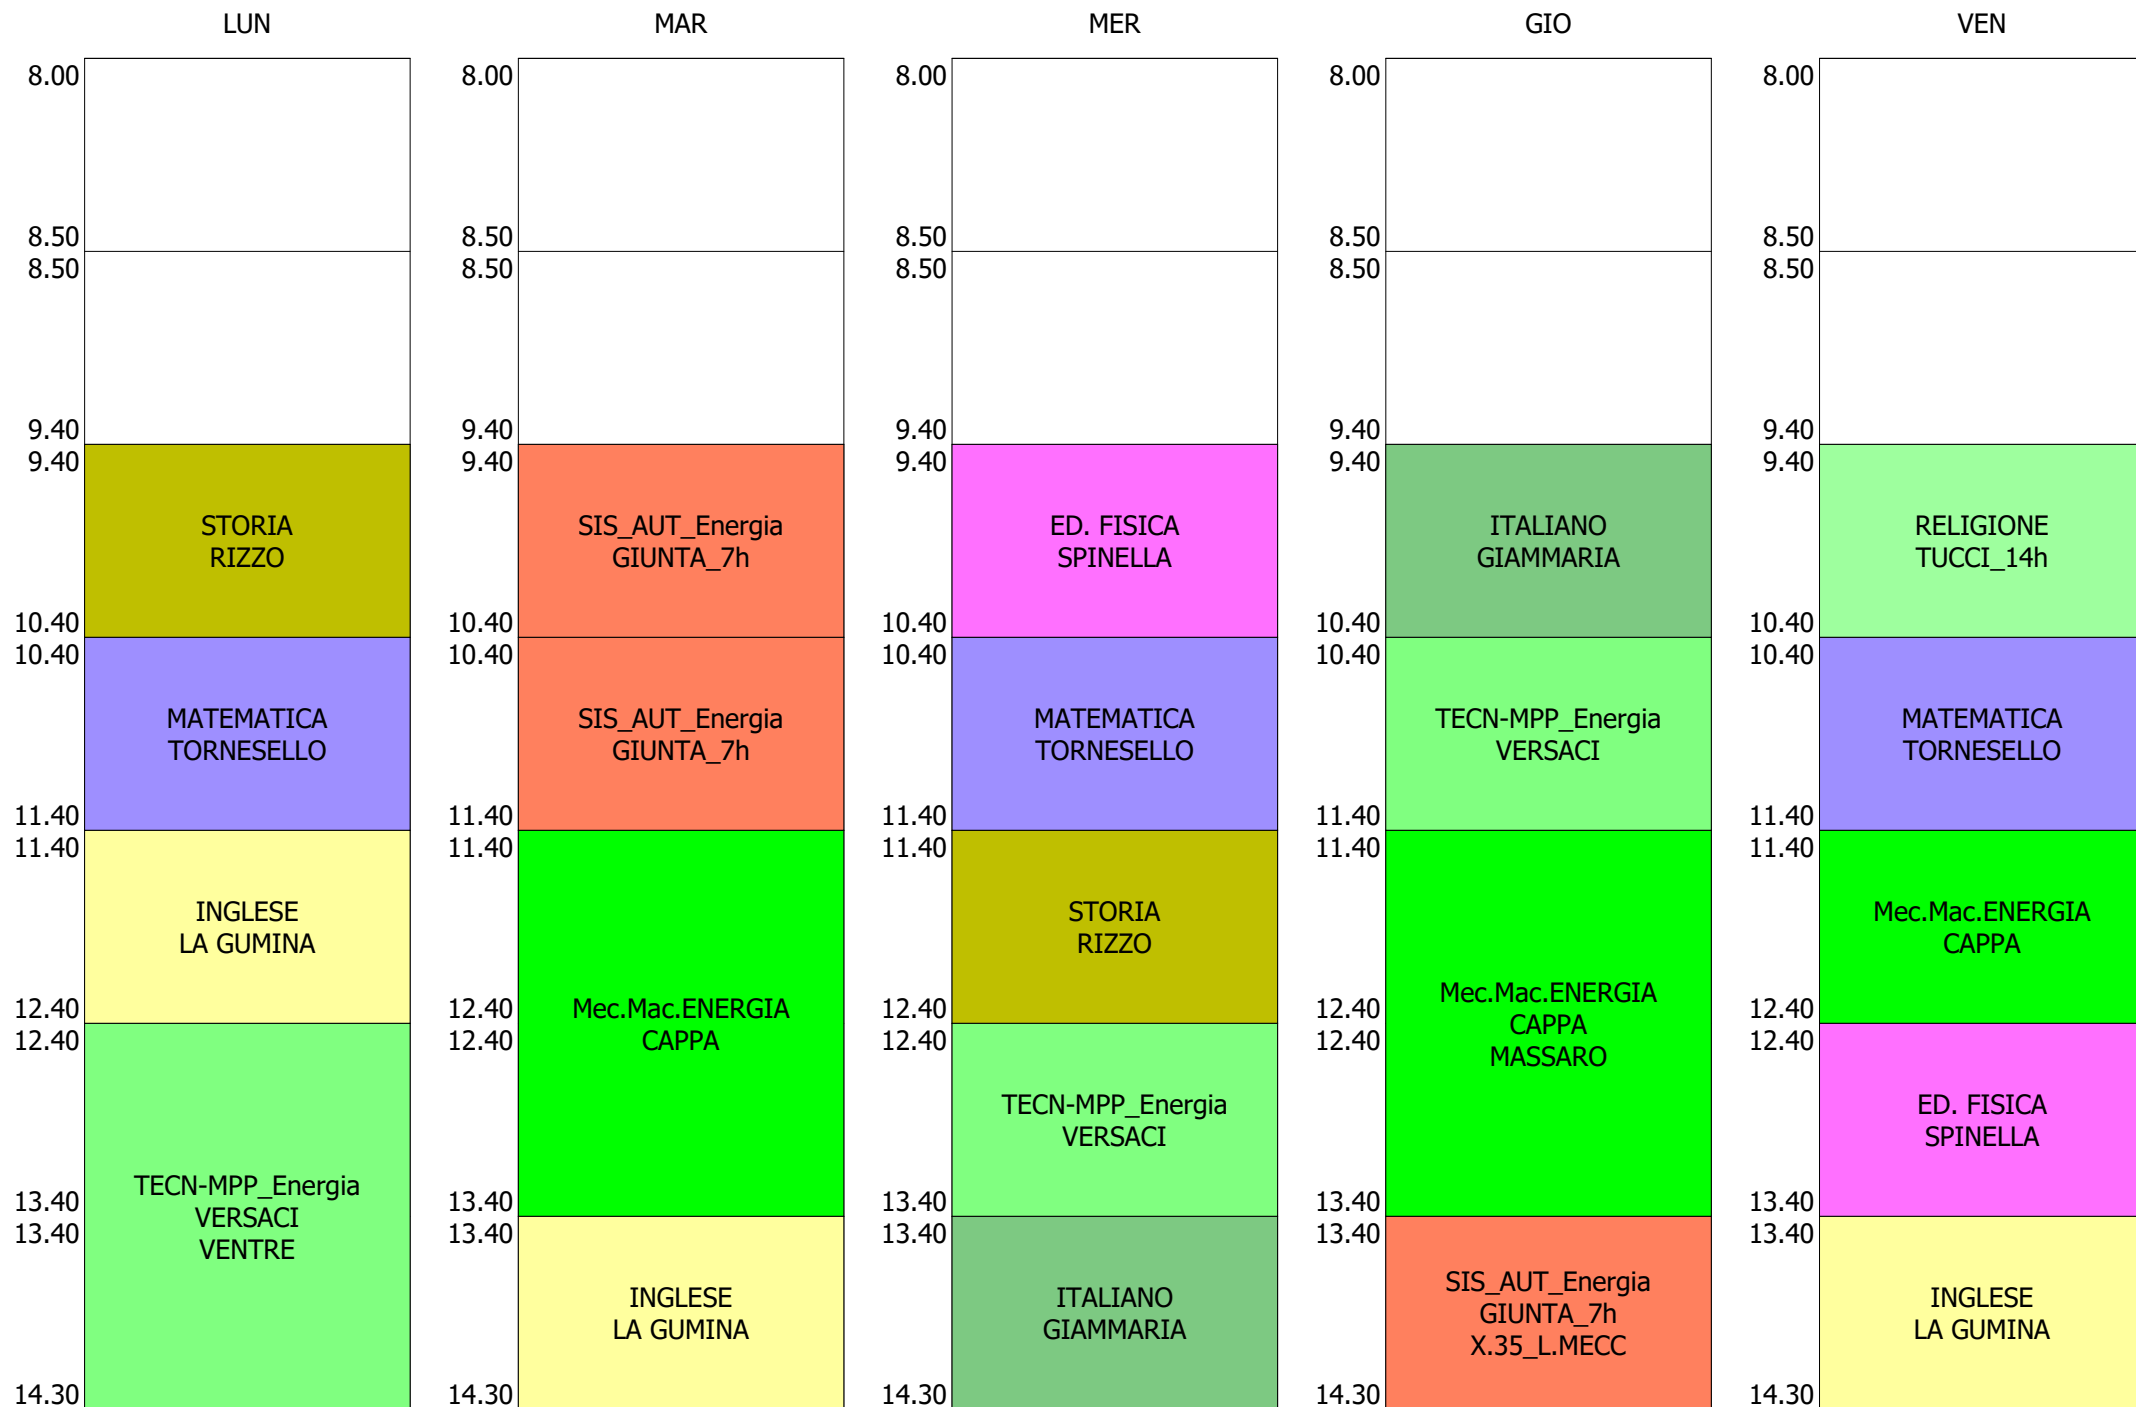 LUN
MAR
MER
GIO
VEN
8.00
8.50
8.50
9.40
9.40
STORIA
RIZZO
10.40
10.40
MATEMATICA
TORNESELLO
11.40
11.40
INGLESE
LA GUMINA
12.40
12.40
TECN-MPP_Energia
VERSACI
VENTRE
13.40
13.40
14.30
8.00
8.50
8.50
9.40
9.40
SIS_AUT_Energia
GIUNTA_7h
10.40
10.40
SIS_AUT_Energia
GIUNTA_7h
11.40
11.40
Mec.Mac.ENERGIA
CAPPA
12.40
12.40
13.40
13.40
INGLESE
LA GUMINA
14.30
8.00
8.50
8.50
9.40
9.40
ED. FISICA
SPINELLA
10.40
10.40
MATEMATICA
TORNESELLO
11.40
11.40
STORIA
RIZZO
12.40
12.40
TECN-MPP_Energia
VERSACI
13.40
13.40
ITALIANO
GIAMMARIA
14.30
8.00
8.50
8.50
9.40
9.40
ITALIANO
GIAMMARIA
10.40
10.40
TECN-MPP_Energia
VERSACI
11.40
11.40
Mec.Mac.ENERGIA
CAPPA
MASSARO
12.40
12.40
13.40
13.40
SIS_AUT_Energia
GIUNTA_7h
X.35_L.MECC
14.30
8.00
8.50
8.50
9.40
9.40
RELIGIONE
TUCCI_14h
10.40
10.40
MATEMATICA
TORNESELLO
11.40
11.40
Mec.Mac.ENERGIA
CAPPA
12.40
12.40
ED. FISICA
SPINELLA
13.40
13.40
INGLESE
LA GUMINA
14.30